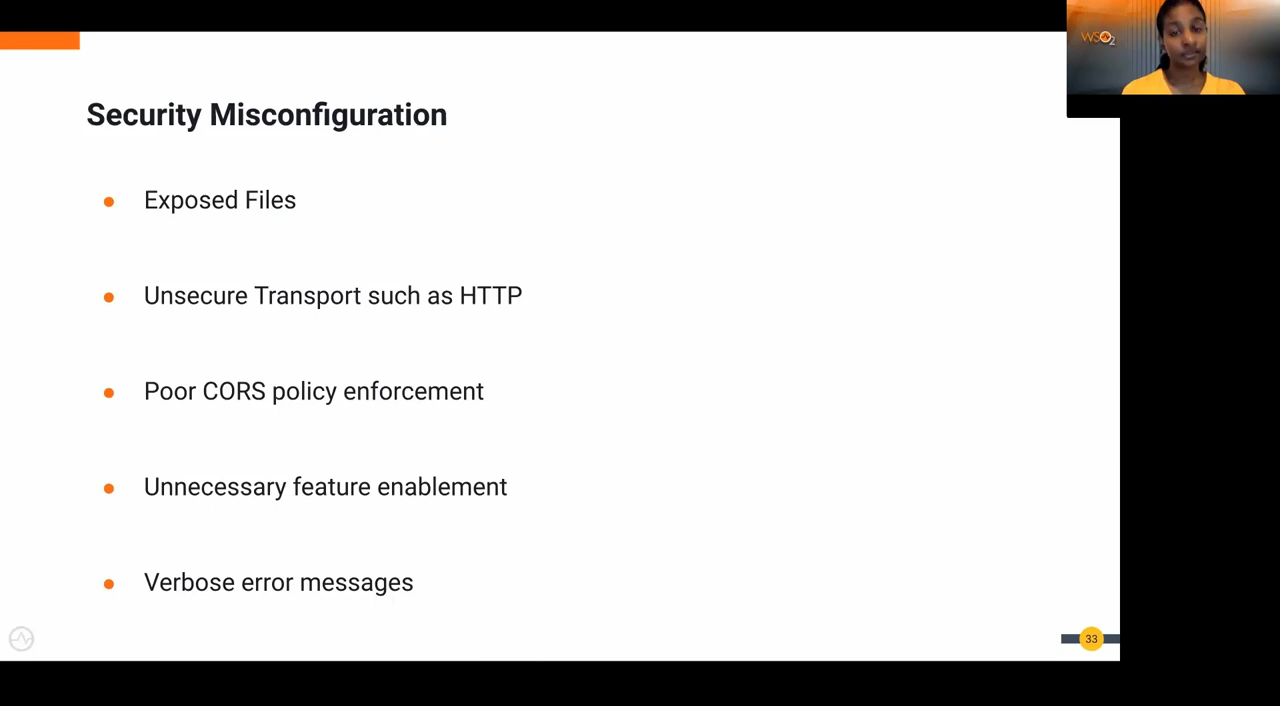 WSO2
Security Misconfiguration
Exposed Files
Unsecure Transport such as HTTP
Poor CORS policy enforcement
Unnecessary feature enablement
Verbose error messages
33